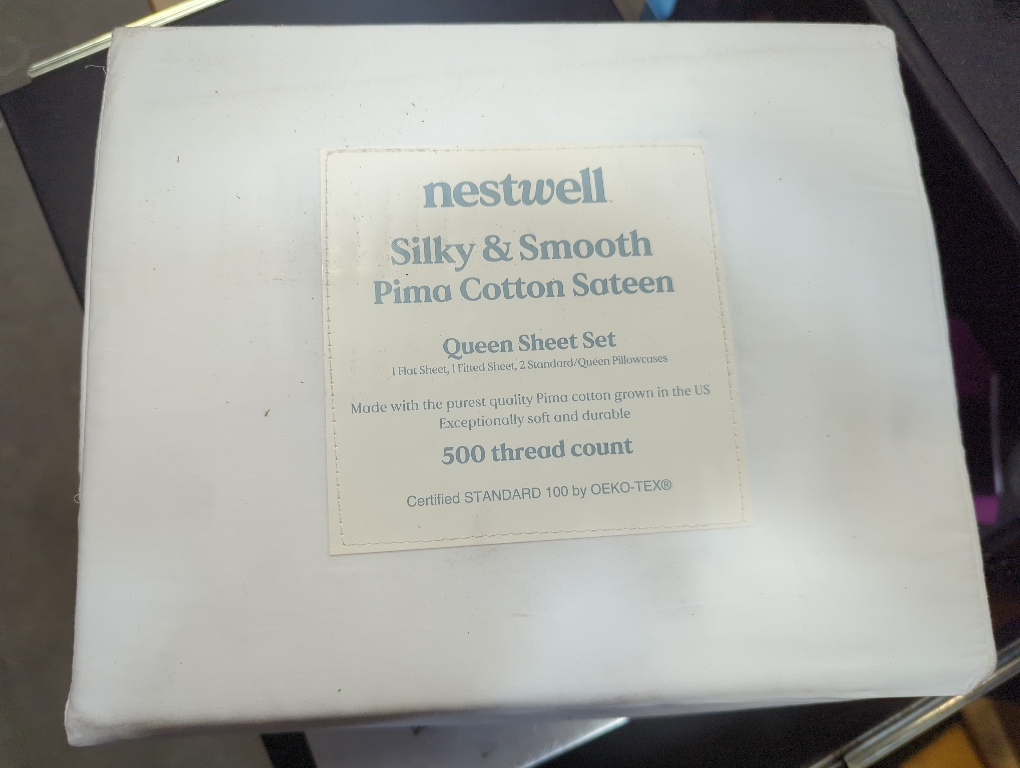 nestwell
Silky & Smooth
Pima Cotton Sateen
Queen Sheet Set
1 Flat Sheet, 1 Fitted Sheet, 2 Standard/Queen Pillowcases
Made with the purest quality Pima cotton grown in the US
Exceptionally soft and durable
500 thread count
Certified STANDARD 100 by OEKO-TEX®